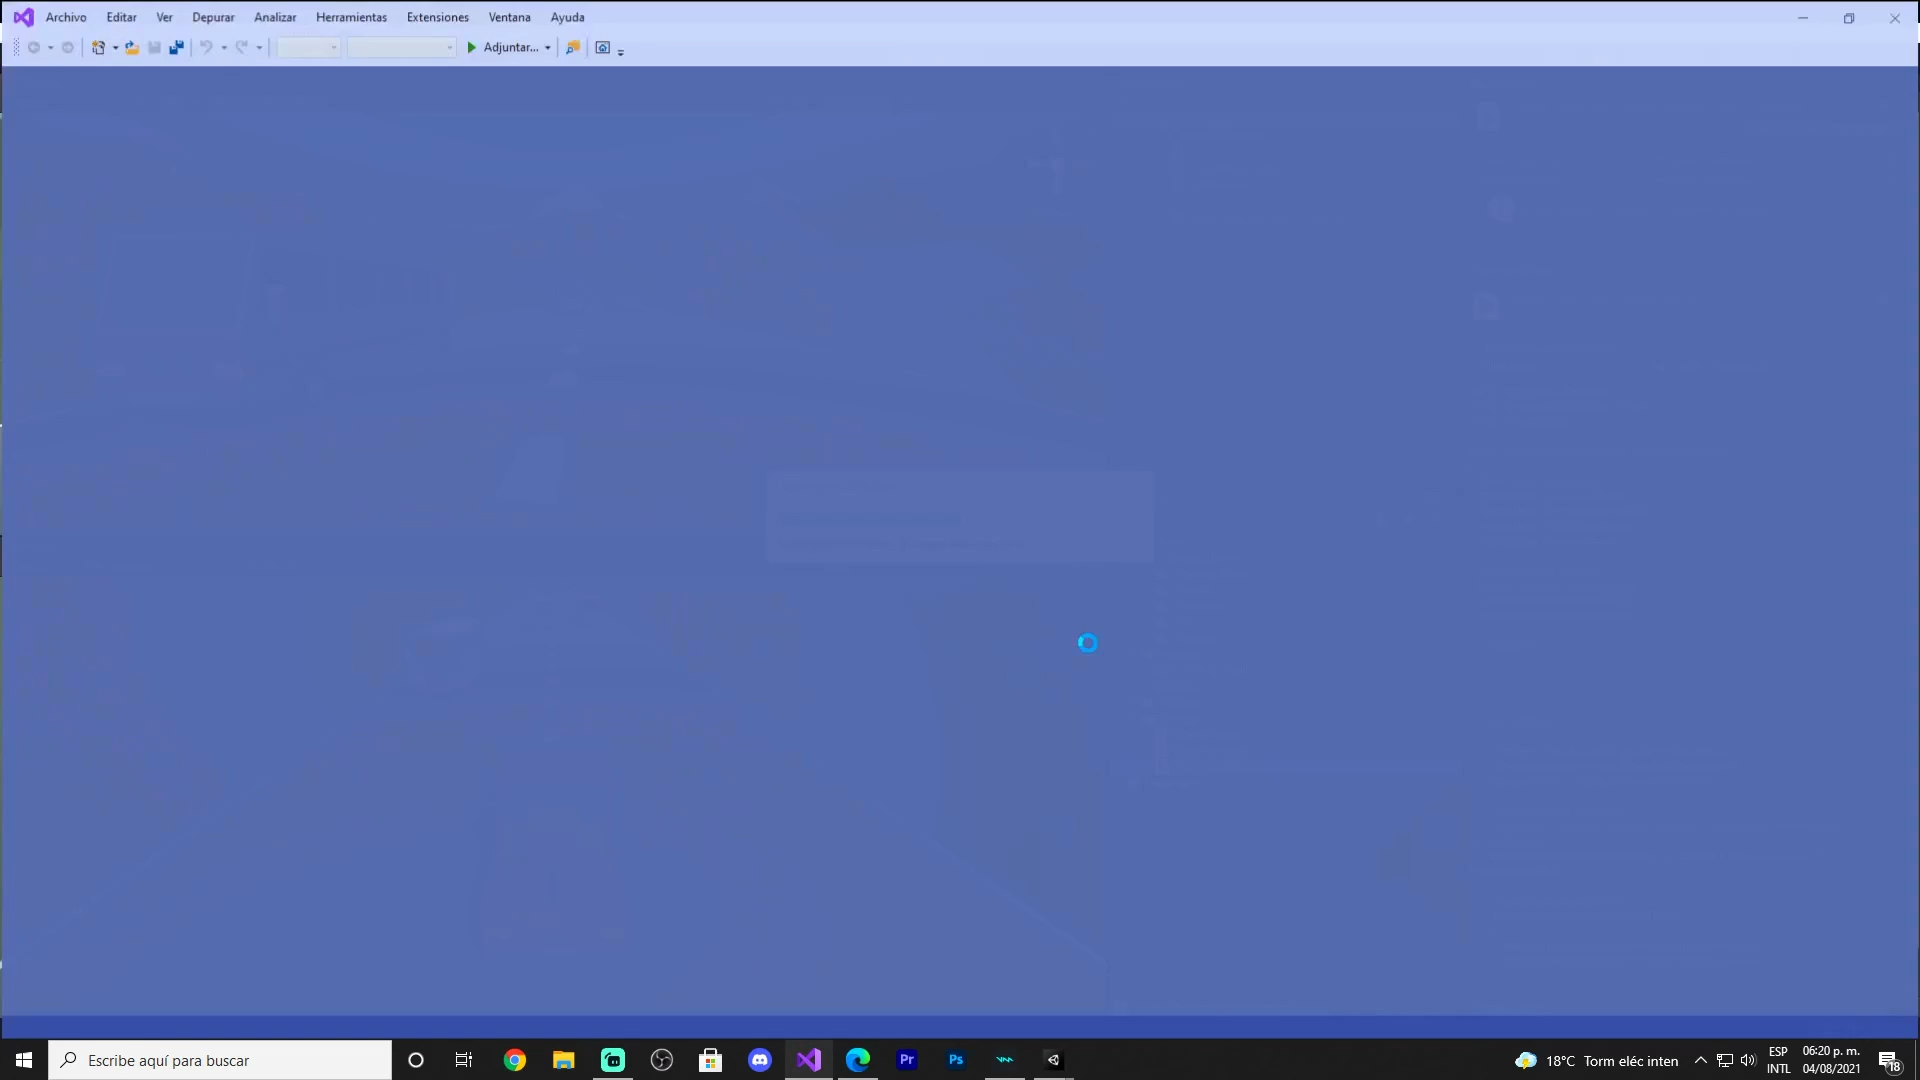 Archivo Editar Ver Depurar Analizar Herramientas Extensiones Ventana Ayuda
Adjuntar...
Escribe aquí para buscar
Pr Ps
18°C Torm eléc inten
ESP
INTL
06:20 p. m.
04/08/2021
18